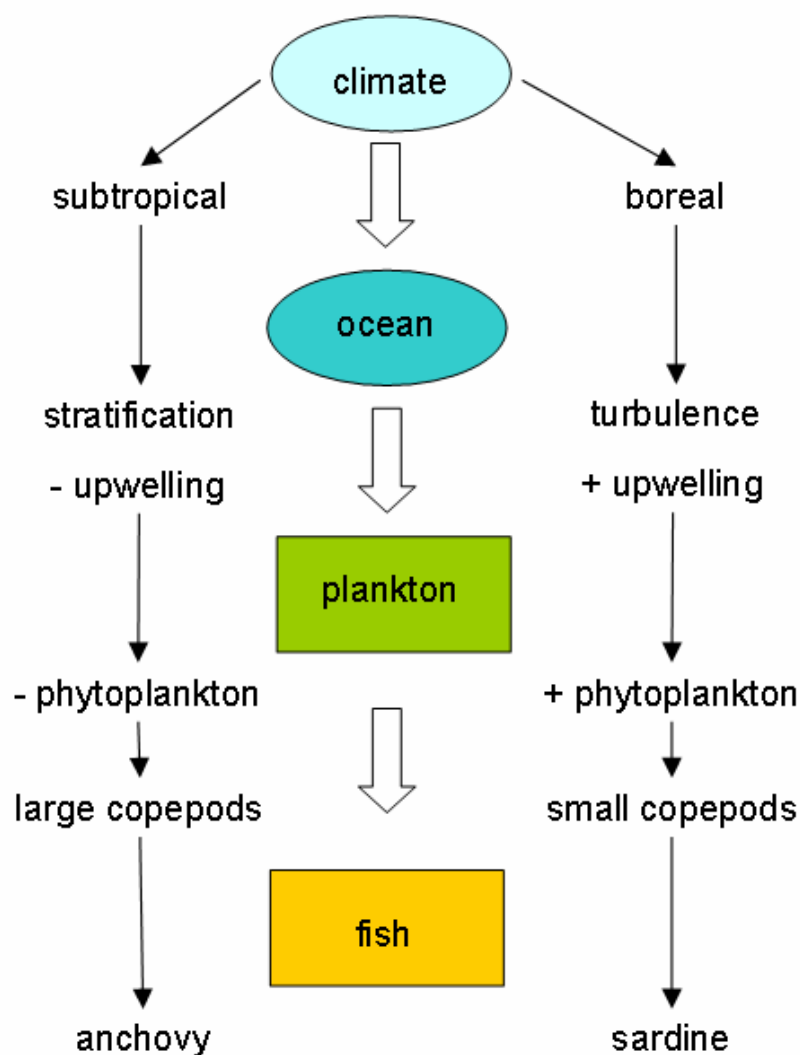 climate
subtropical
boreal
ocean
stratification
turbulence
- upwelling
+ upwelling
plankton
- phytoplankton
+ phytoplankton
large copepods
small copepods
fish
anchovy
sardine